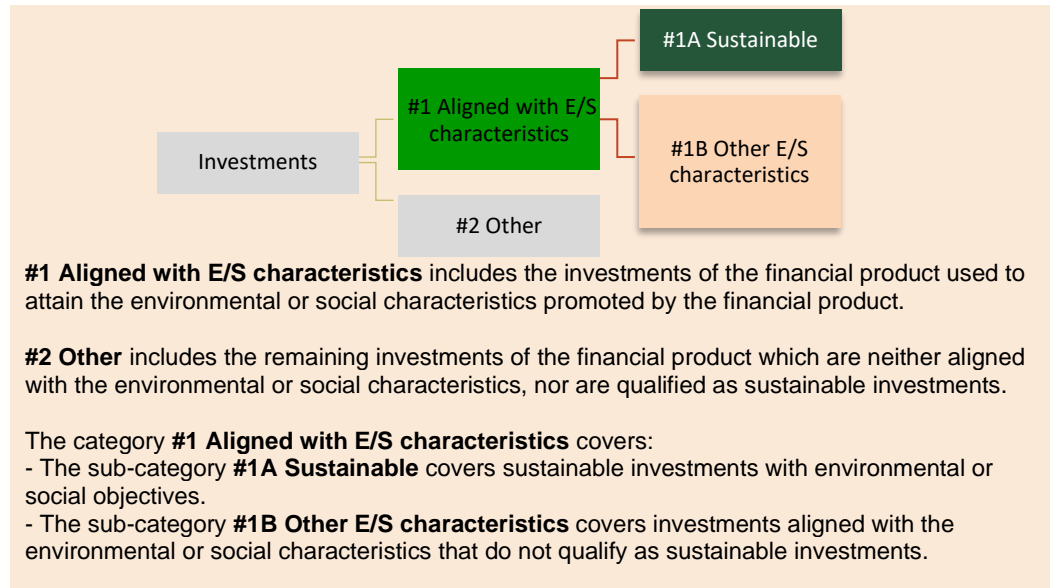 #1A Sustainable
#1 Aligned with E/S
characteristics
#1B Other E/S
characteristics
Investments
#2 Other
#1 Aligned with E/S characteristics includes the investments of the financial product used to
attain the environmental or social characteristics promoted by the financial product.
#2 Other includes the remaining investments of the financial product which are neither aligned
with the environmental or social characteristics, nor are qualified as sustainable investments.
The category #1 Aligned with E/S characteristics covers:
- The sub-category #1A Sustainable covers sustainable investments with environmental or
social objectives.
- The sub-category #1B Other E/S characteristics covers investments aligned with the
environmental or social characteristics that do not qualify as sustainable investments.